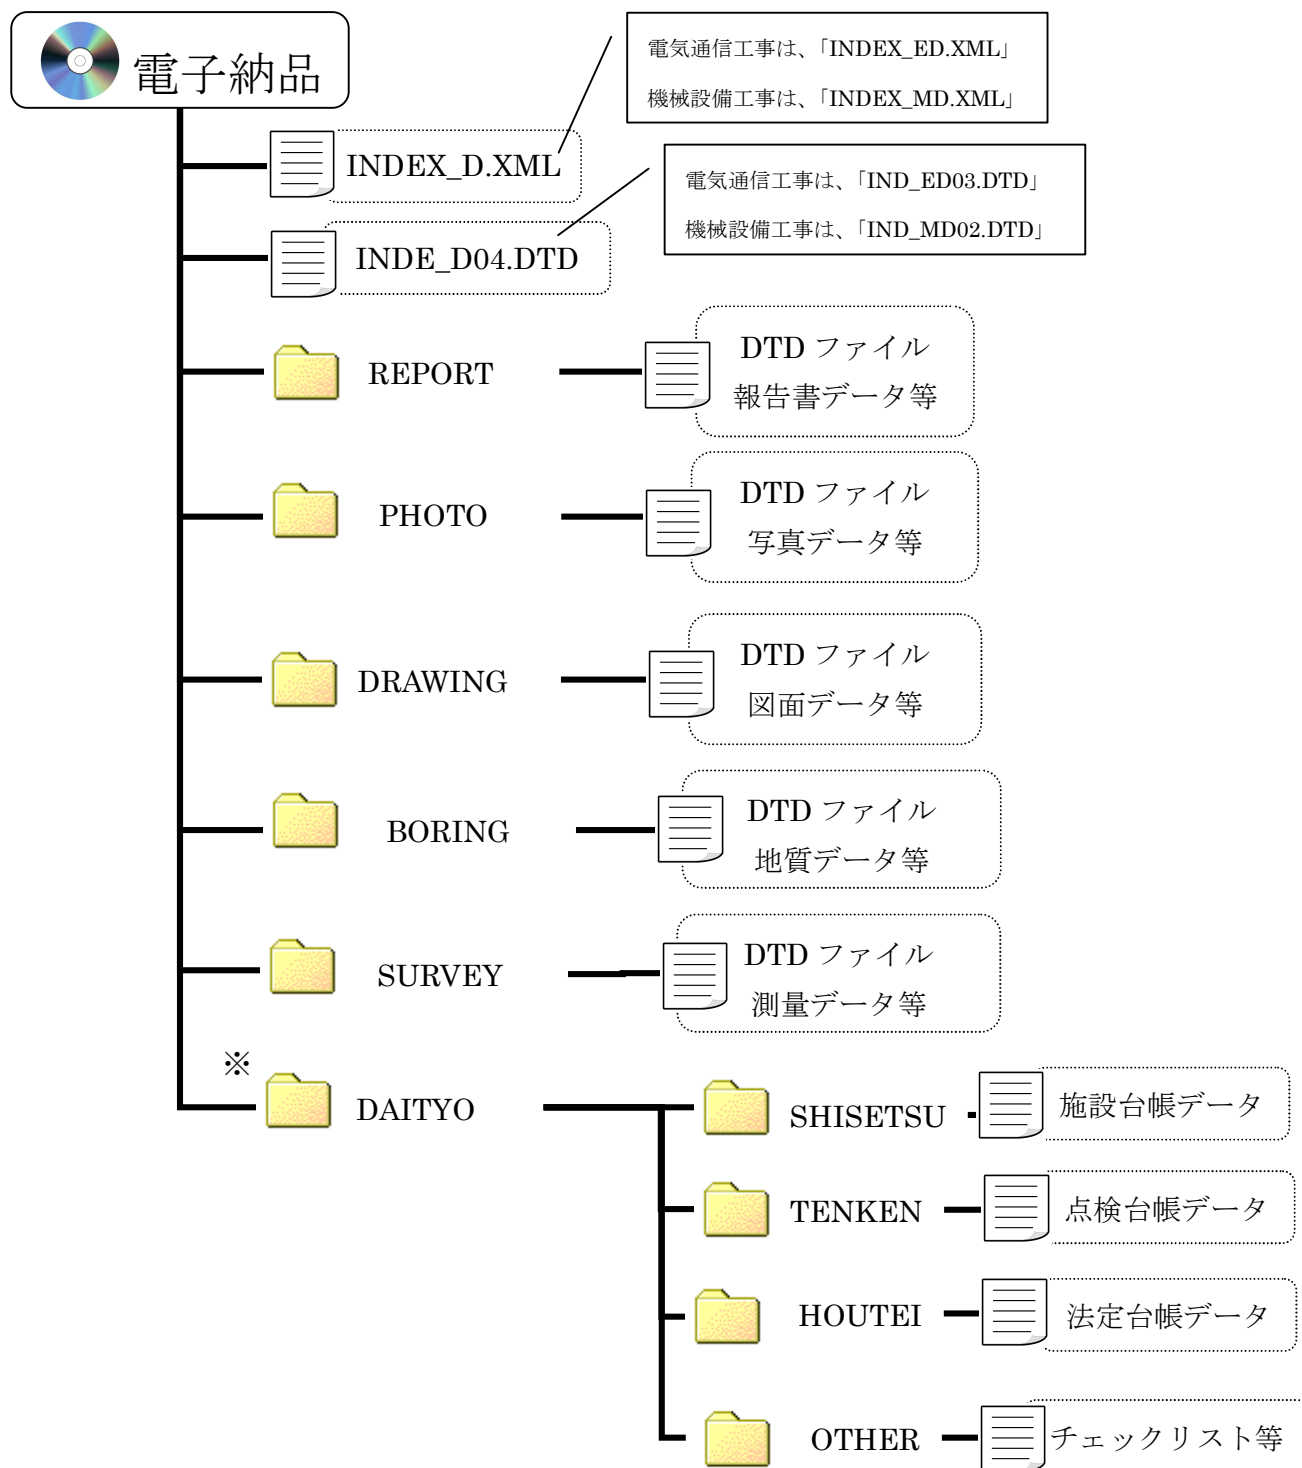 電子納品
電気通信工事は、「INDEX_ED.XML」
機械設備工事は、「INDEX_MD.XML」
INDEX_D.XML
電気通信工事は、「IND_ED03.DTD」
機械設備工事は、「IND_MD02.DTD」
INDE_D04.DTD
REPORT
DTD ファイル
報告書データ等
PHOTO
DTD ファイル
写真データ等
DRAWING
DTD ファイル
図面データ等
BORING
DTD ファイル
地質データ等
SURVEY
DTD ファイル
測量データ等
※
DAITYO
SHISETSU
施設台帳データ
TENKEN
点検台帳データ
HOUTEI
法定台帳データ
OTHER
チェックリスト等